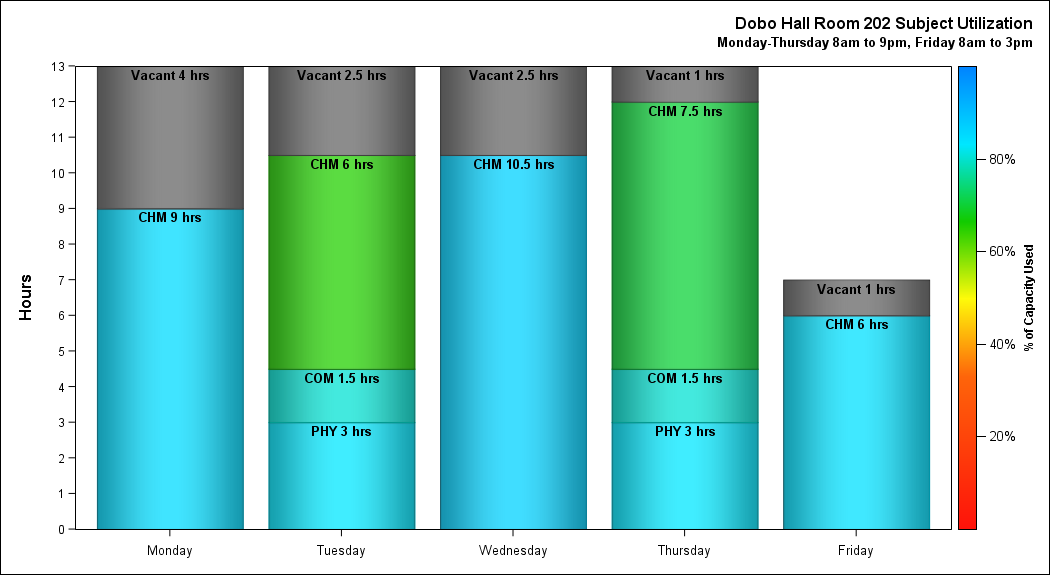 Dobo Hall Room 202 Subject Utilization
Monday-Thursday 8am to 9pm, Friday 8am to 3pm
Hours
13
12
11
10
9
8
7
6
5
4
3
2
1
0
Vacant 4 hrs
CHM 9 hrs
Monday
Vacant 2.5 hrs
CHM 6 hrs
COM 1.5 hrs
PHY 3 hrs
Tuesday
Vacant 2.5 hrs
CHM 10.5 hrs
Wednesday
Vacant 1 hrs
CHM 7.5 hrs
COM 1.5 hrs
PHY 3 hrs
Thursday
Vacant 1 hrs
CHM 6 hrs
Friday
80%
60%
40%
20%
% of Capacity Used